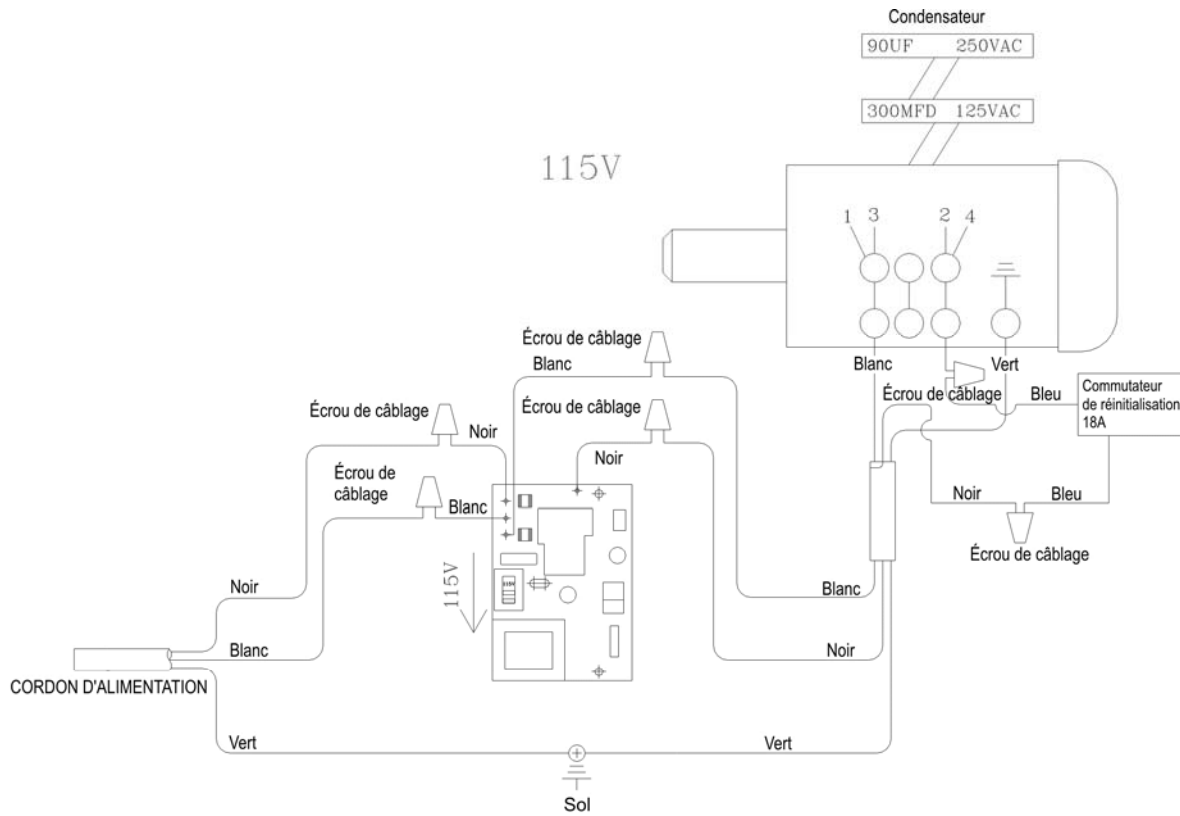 Condensateur
90UF 250VAC
300MFD 125VAC
115V
1 3 2 4
Écrou de câblage
Blanc
Blanc
Vert
Écrou de câblage
Bleu
Commutateur
de réinitialisation
18A
Écrou de câblage
Noir
Écrou de câblage
Noir
Écrou de
câblage
Blanc
Noir
Bleu
Écrou de câblage
115V
115V
Noir
Blanc
Blanc
Noir
CORDON D'ALIMENTATION
Vert
Vert
Sol